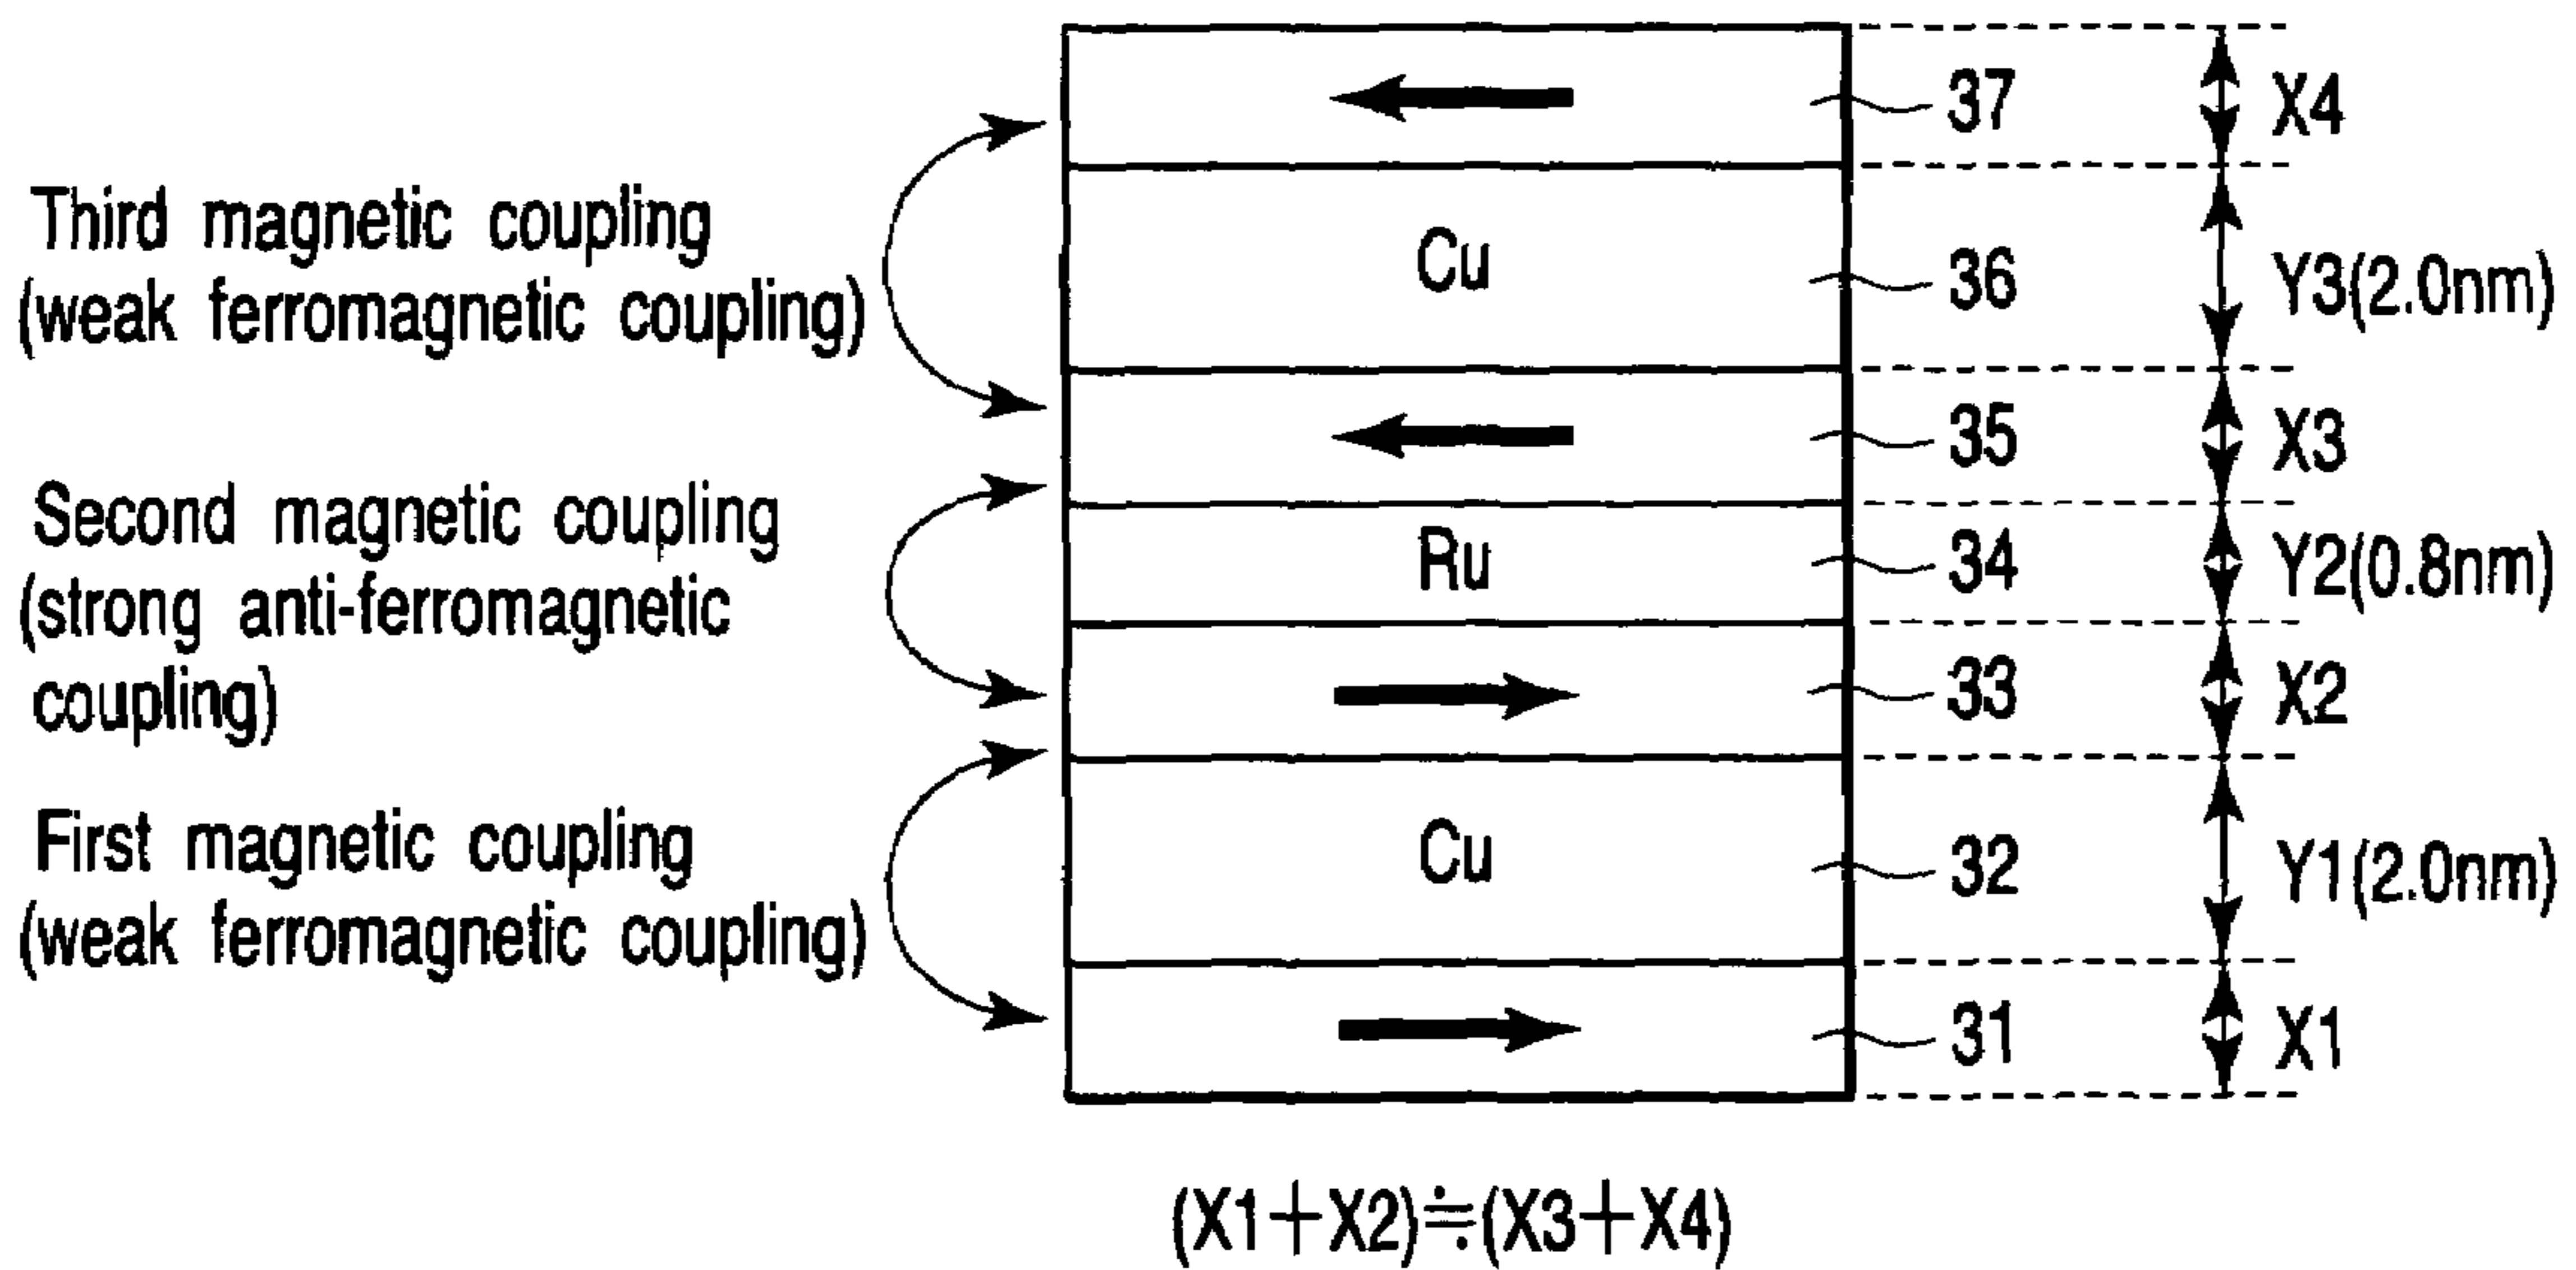 37
X4
Third magnetic coupling
(weak ferromagnetic coupling)
Cu
36
Y3(2.0nm)
35
X3
Second magnetic coupling
(strong anti-ferromagnetic
coupling)
Ru
34
Y2(0.8nm)
33
X2
First magnetic coupling
(weak ferromagnetic coupling)
Cu
32
Y1(2.0nm)
31
X1
(X1+X2)≒(X3+X4)